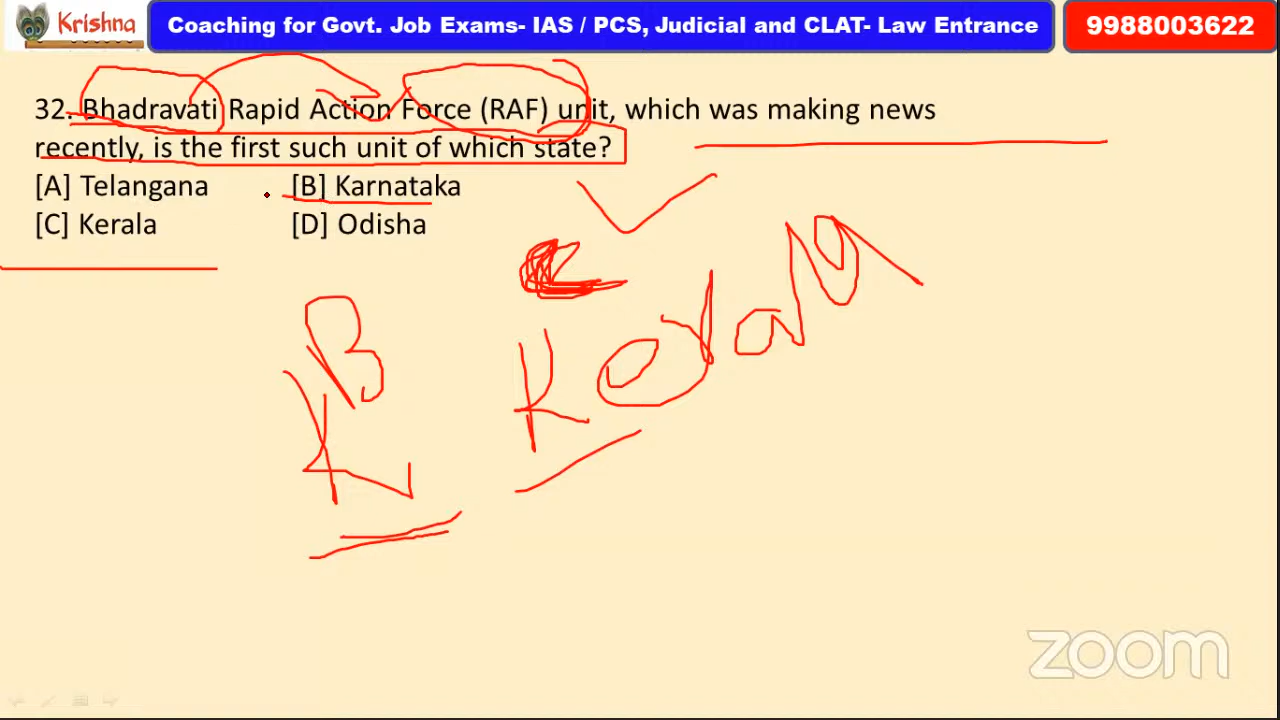 Krishna
Coaching for Govt. Job Exams- IAS / PCS, Judicial and CLAT- Law Entrance
9988003622
32. Bhadravati Rapid Action Force (RAF) unit, which was making news
recently, is the first such unit of which state?
[A] Telangana [B] Karnataka
[C] Kerala [D] Odisha
B
K
zoom